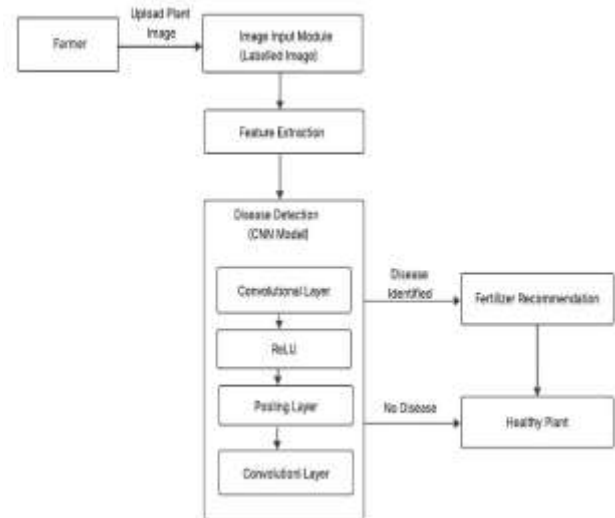 Farmer
Upload Plant
Image
Image Input Module
(Labelled Image)
Feature Extraction
Disease Detection
(CNN Model)
Convolutional Layer
ReLU
Pooling Layer
Convolutionl Layer
Disease
Identified
Fertilizer Recommendation
No Disease
Healthy Plant